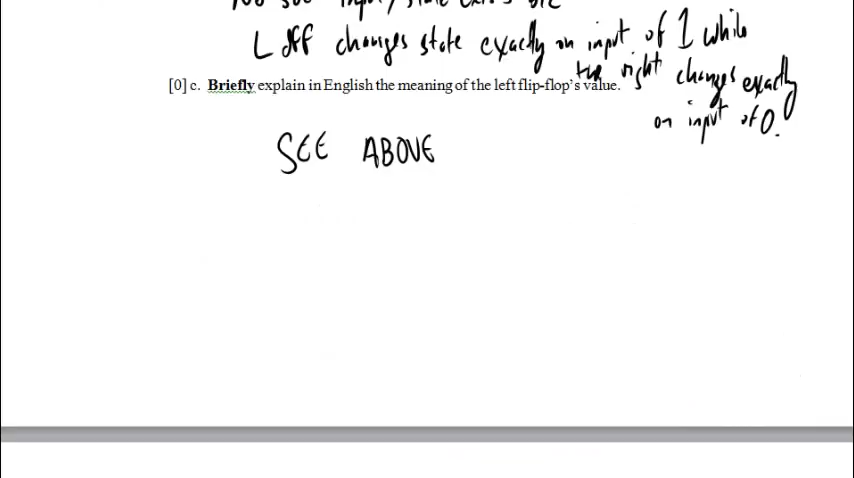 L dff changes state exactly on input of 1 while
the right changes exactly
on input of 0.
[0] c. Briefly explain in English the meaning of the left flip-flop's value.
SEE ABOVE